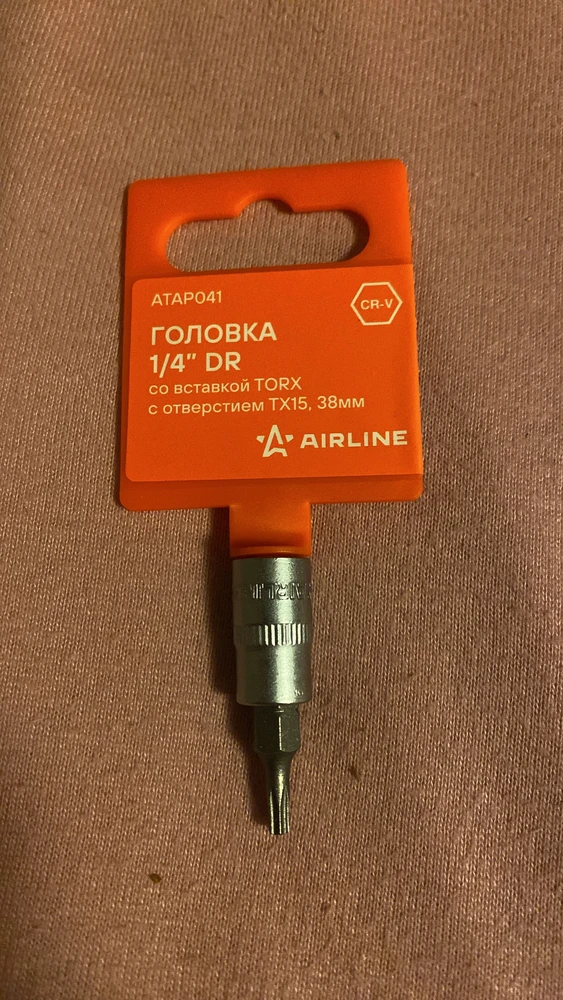 ATAP041
CR-V
ГОЛОВКА
1/4" DR
со вставкой TORX
с отверстием TX15, 38мм
AIRLINE